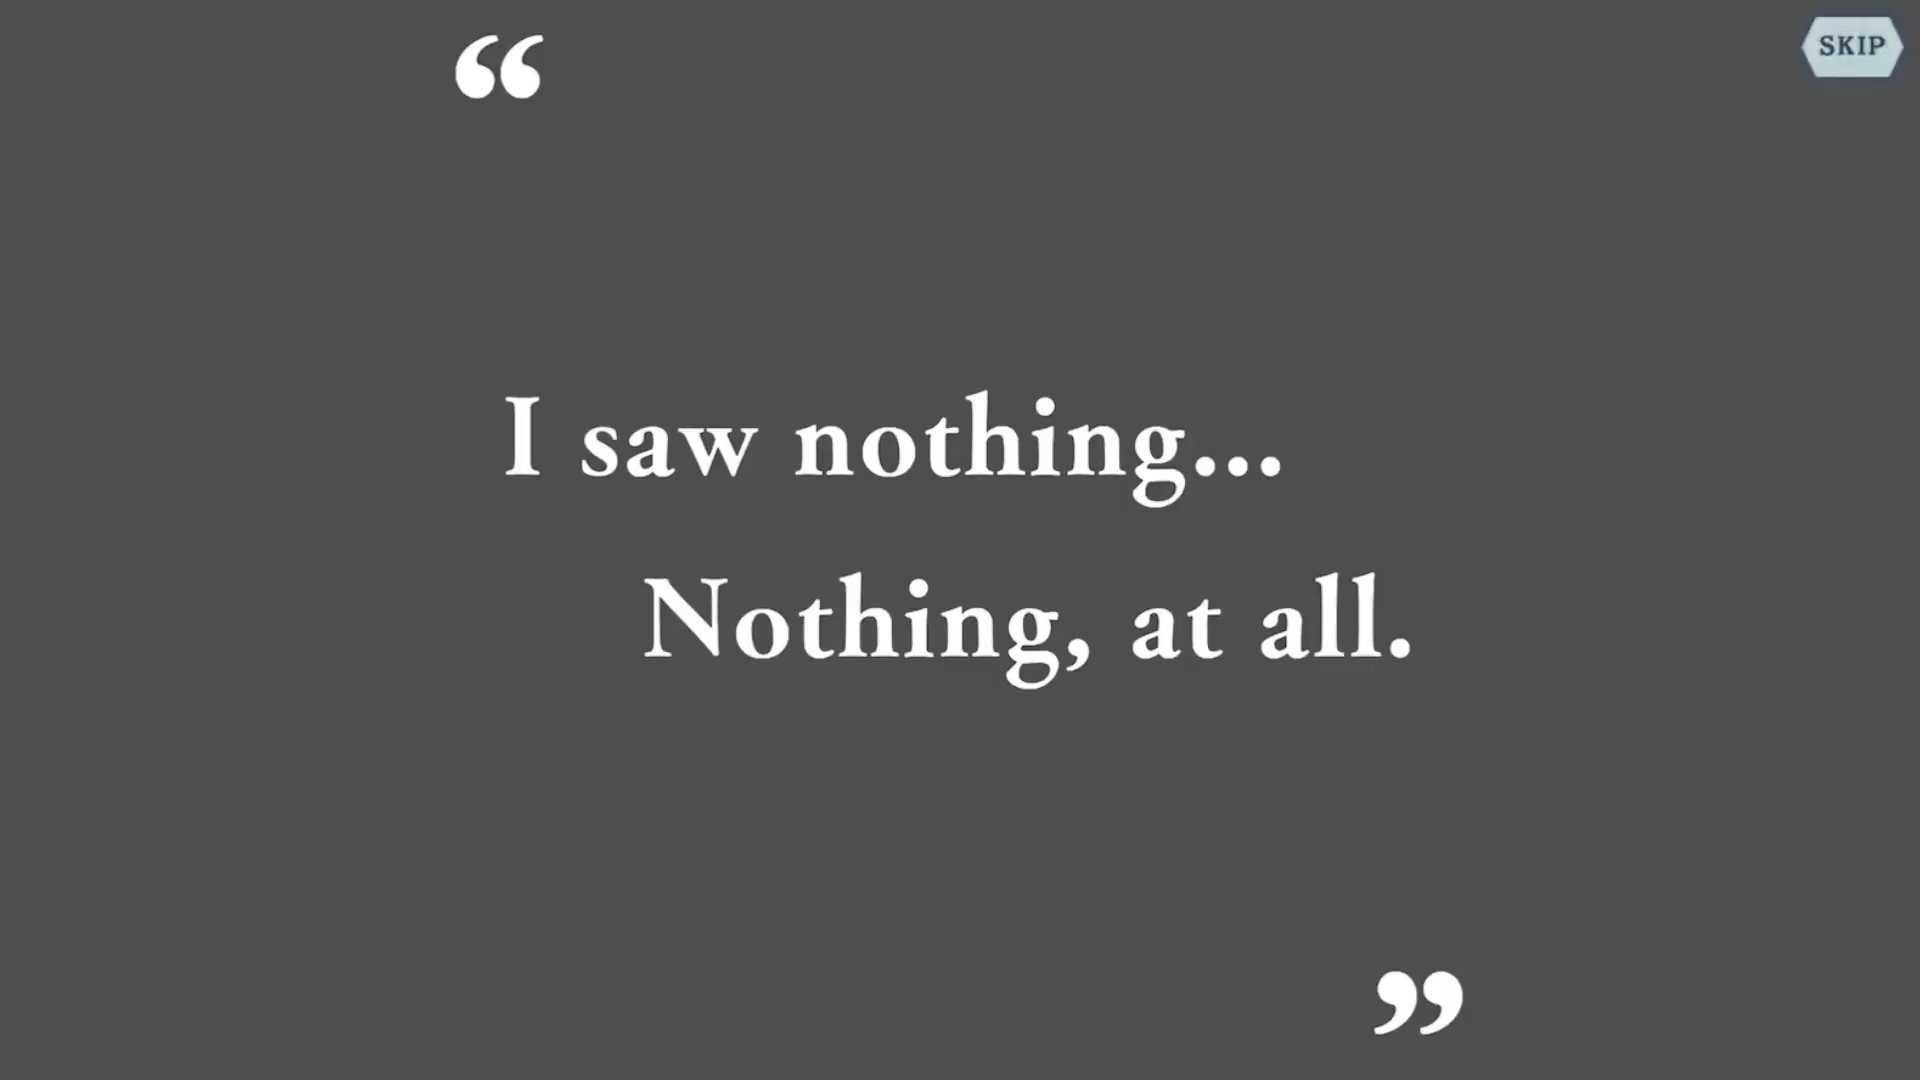 SKIP
“
I saw nothing...
Nothing, at all.
”